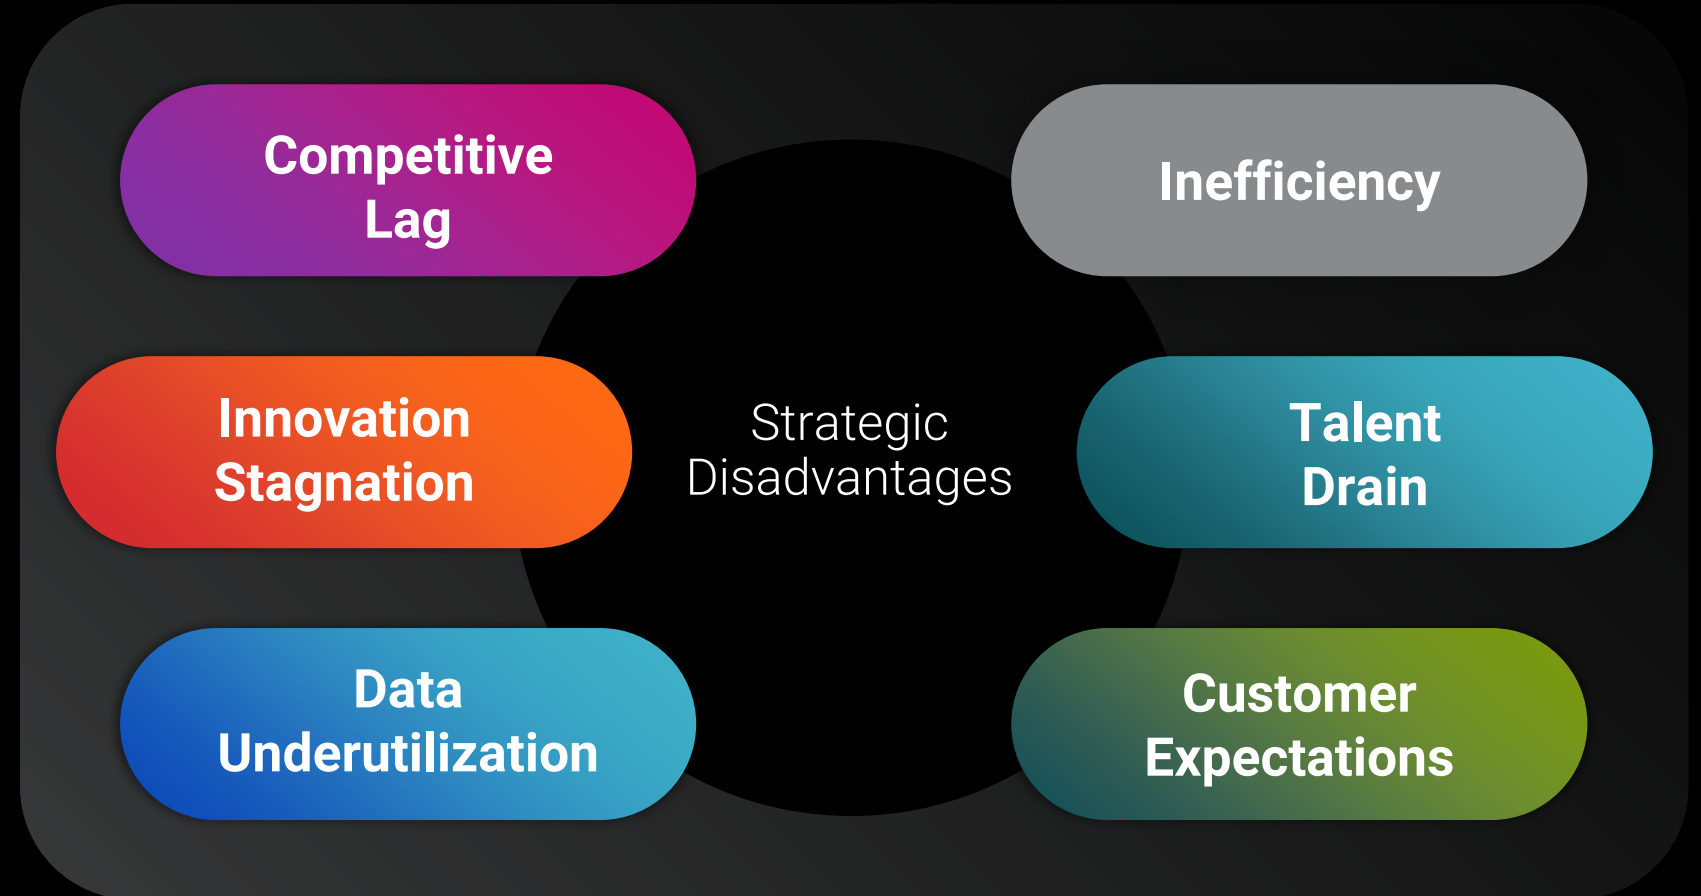 Competitive
Lag
Inefficiency
Innovation
Stagnation
Strategic
Disadvantages
Talent
Drain
Data
Underutilization
Customer
Expectations